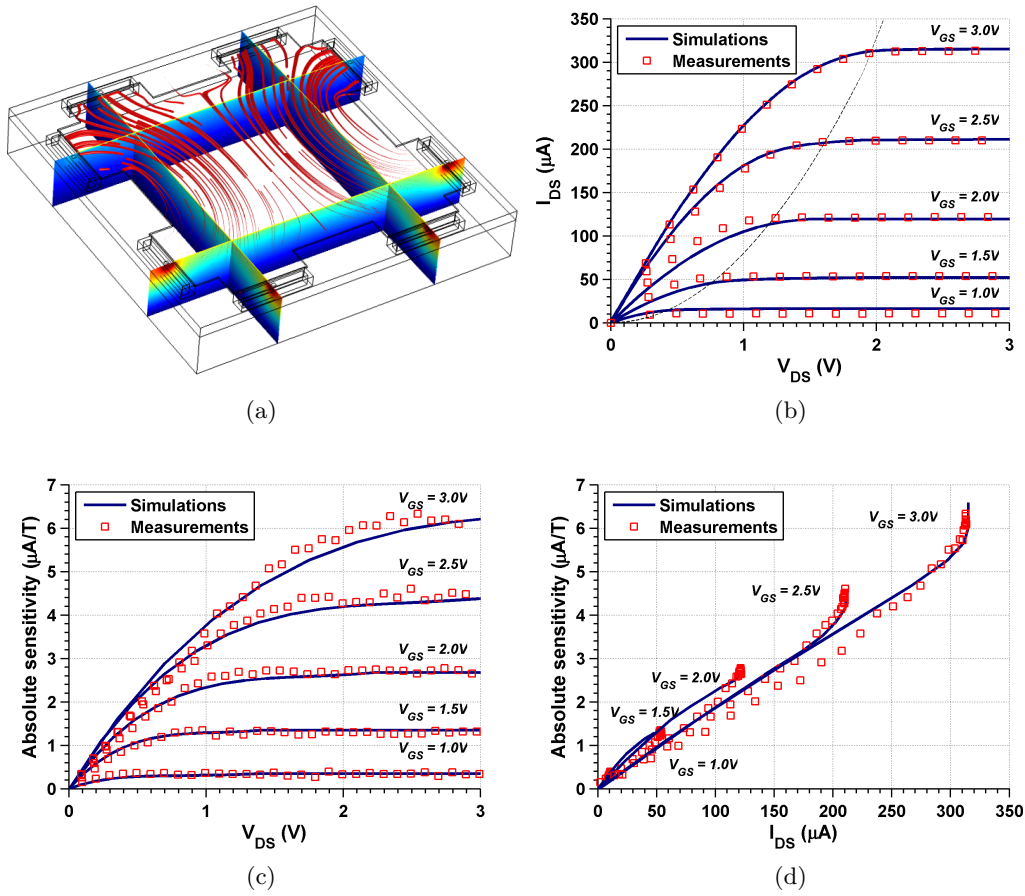 (a)
350
300
250
200
150
100
50
0
I_DS (µA)
Simulations
Measurements
V_GS = 3.0V
V_GS = 2.5V
V_GS = 2.0V
V_GS = 1.5V
V_GS = 1.0V
0 1 2 3
V_DS (V)
(b)
7
6
5
4
3
2
1
0
Absolute sensitivity (µA/T)
Simulations
Measurements
V_GS = 3.0V
V_GS = 2.5V
V_GS = 2.0V
V_GS = 1.5V
V_GS = 1.0V
0 1 2 3
V_DS (V)
(c)
7
6
5
4
3
2
1
0
Absolute sensitivity (µA/T)
Simulations
Measurements
V_GS = 3.0V
V_GS = 2.5V
V_GS = 2.0V
V_GS = 1.5V
V_GS = 1.0V
0 50 100 150 200 250 300 350
I_DS (µA)
(d)